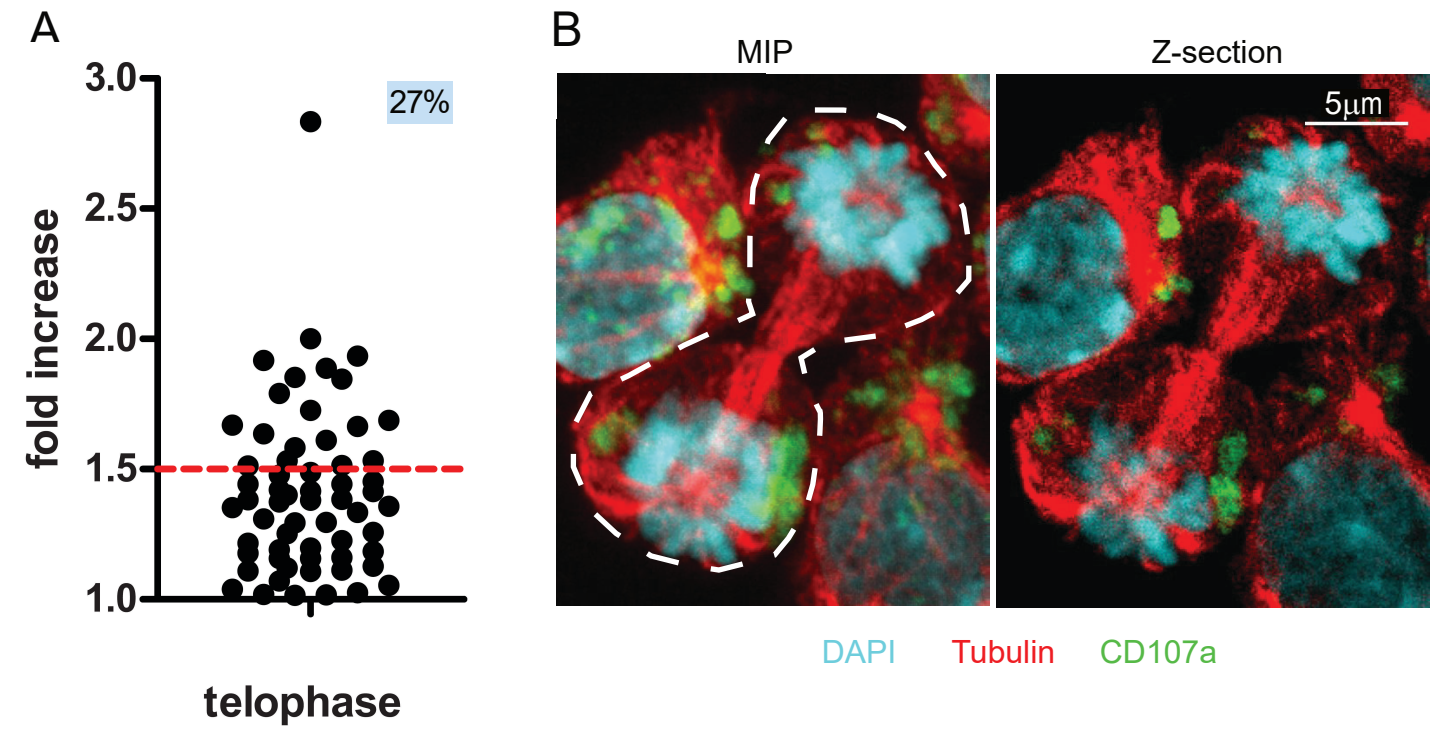 A
3.0
2.5
2.0
1.5
1.0
fold increase
27%
telophase
B
MIP
Z-section
5μm
DAPI Tubulin CD107a